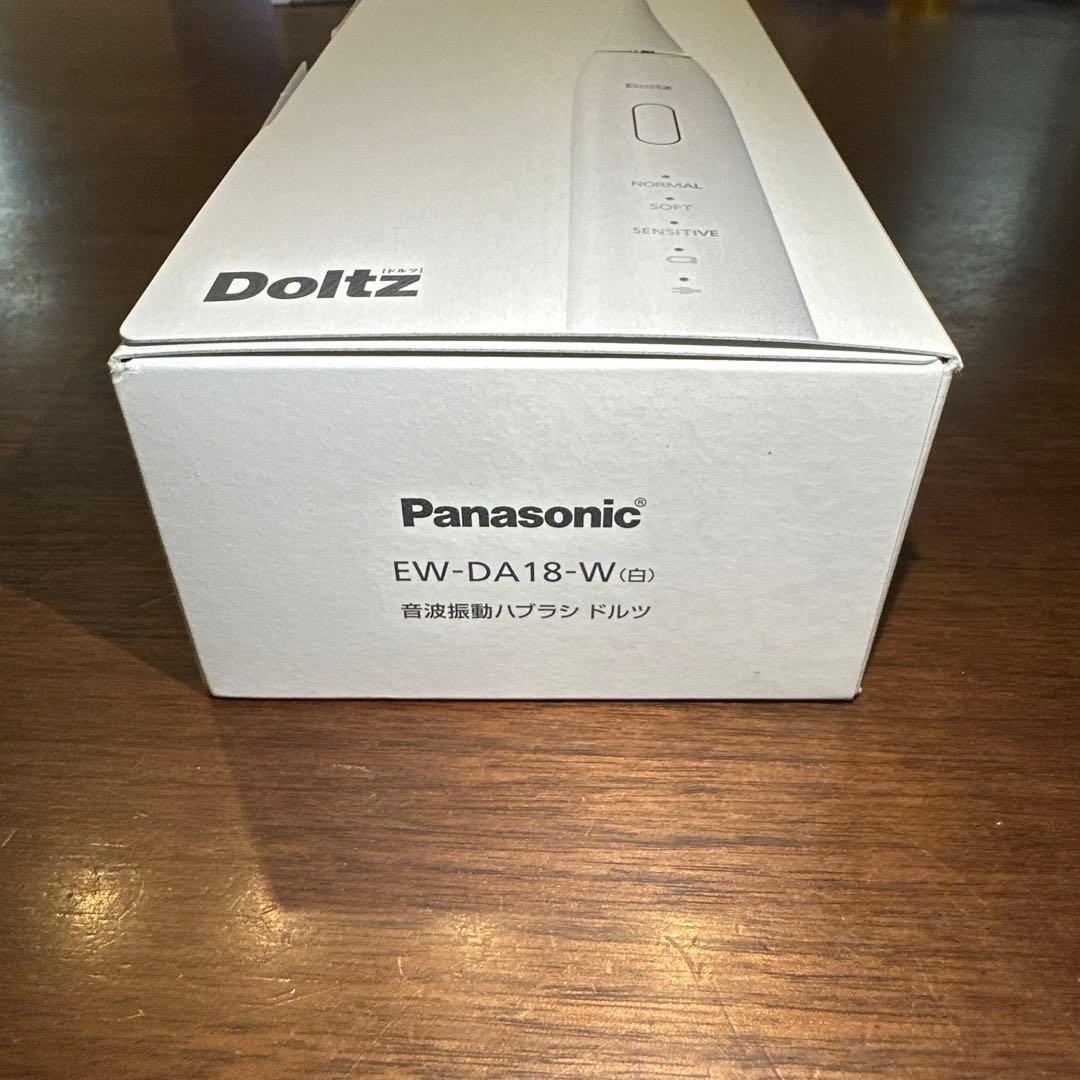 Doltz
NORMAL
SOFT
SENSITIVE
Doltz[ドルツ]
Panasonic®
EW-DA18-W(白)
音波振動ハブラシ ドルツ